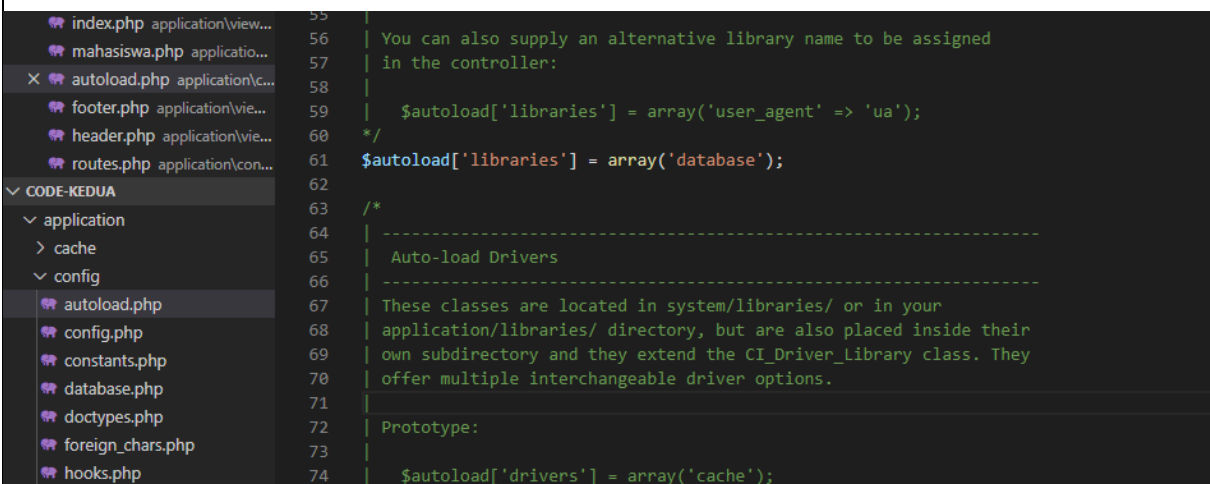 index.php application\view...
mahasiswa.php applicatio...
autoload.php application\c...
footer.php application\vie...
header.php application\vie...
routes.php application\con...
CODE-KEDUA
application
cache
config
autoload.php
config.php
constants.php
database.php
doctypes.php
foreign_chars.php
hooks.php
55 |
56 | You can also supply an alternative library name to be assigned
57 | in the controller:
58 |
59 | $autoload['libraries'] = array('user_agent' => 'ua');
60 */
61 $autoload['libraries'] = array('database');
62
63 /*
64 | -------------------------------------------------------------------
65 | Auto-load Drivers
66 | -------------------------------------------------------------------
67 | These classes are located in system/libraries/ or in your
68 | application/libraries/ directory, but are also placed inside their
69 | own subdirectory and they extend the CI_Driver_Library class. They
70 | offer multiple interchangeable driver options.
71 |
72 | Prototype:
73 |
74 | $autoload['drivers'] = array('cache');